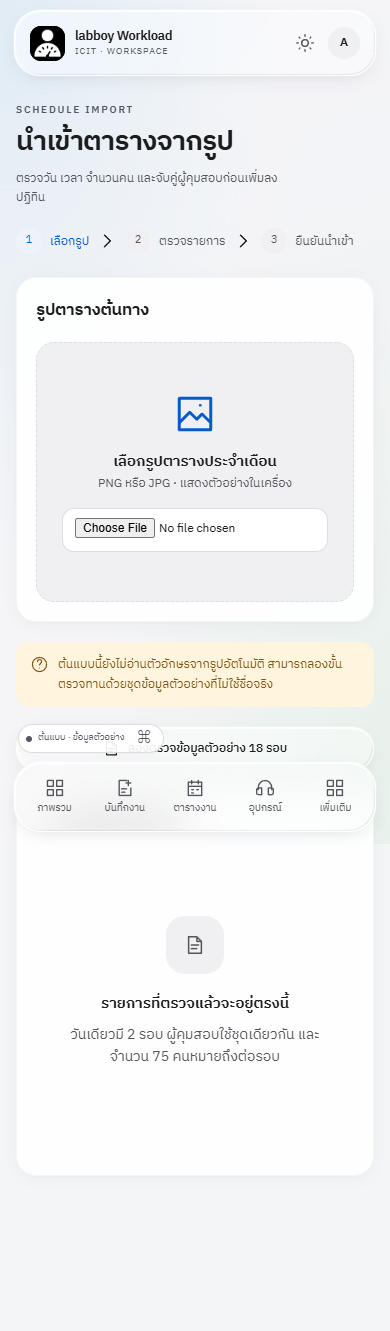 labboy Workload
ICIT · WORKSPACE
A
SCHEDULE IMPORT
นำเข้าตารางจากรูป
ตรวจวัน เวลา จำนวนคน และจับคู่ผู้คุมสอบก่อนเพิ่มลง
ปฏิทิน
1 เลือกรูป 2 ตรวจรายการ 3 ยืนยันนำเข้า
รูปตารางต้นทาง
เลือกรูปตารางประจำเดือน
PNG หรือ JPG · แสดงตัวอย่างในเครื่อง
Choose File No file chosen
ต้นแบบนี้ยังไม่อ่านตัวอักษรจากรูปอัตโนมัติ สามารถลองขั้น
ตรวจทานด้วยชุดข้อมูลตัวอย่างที่ไม่ใช้ชื่อจริง
ต้นแบบ · ข้อมูลตัวอย่าง ⌘
ลองตรวจข้อมูลตัวอย่าง 18 รอบ
ภาพรวม บันทึกงาน ตารางงาน อุปกรณ์ เพิ่มเติม
รายการที่ตรวจแล้วจะอยู่ตรงนี้
วันเดียวมี 2 รอบ ผู้คุมสอบใช้ชุดเดียวกัน และ
จำนวน 75 คนหมายถึงต่อรอบ